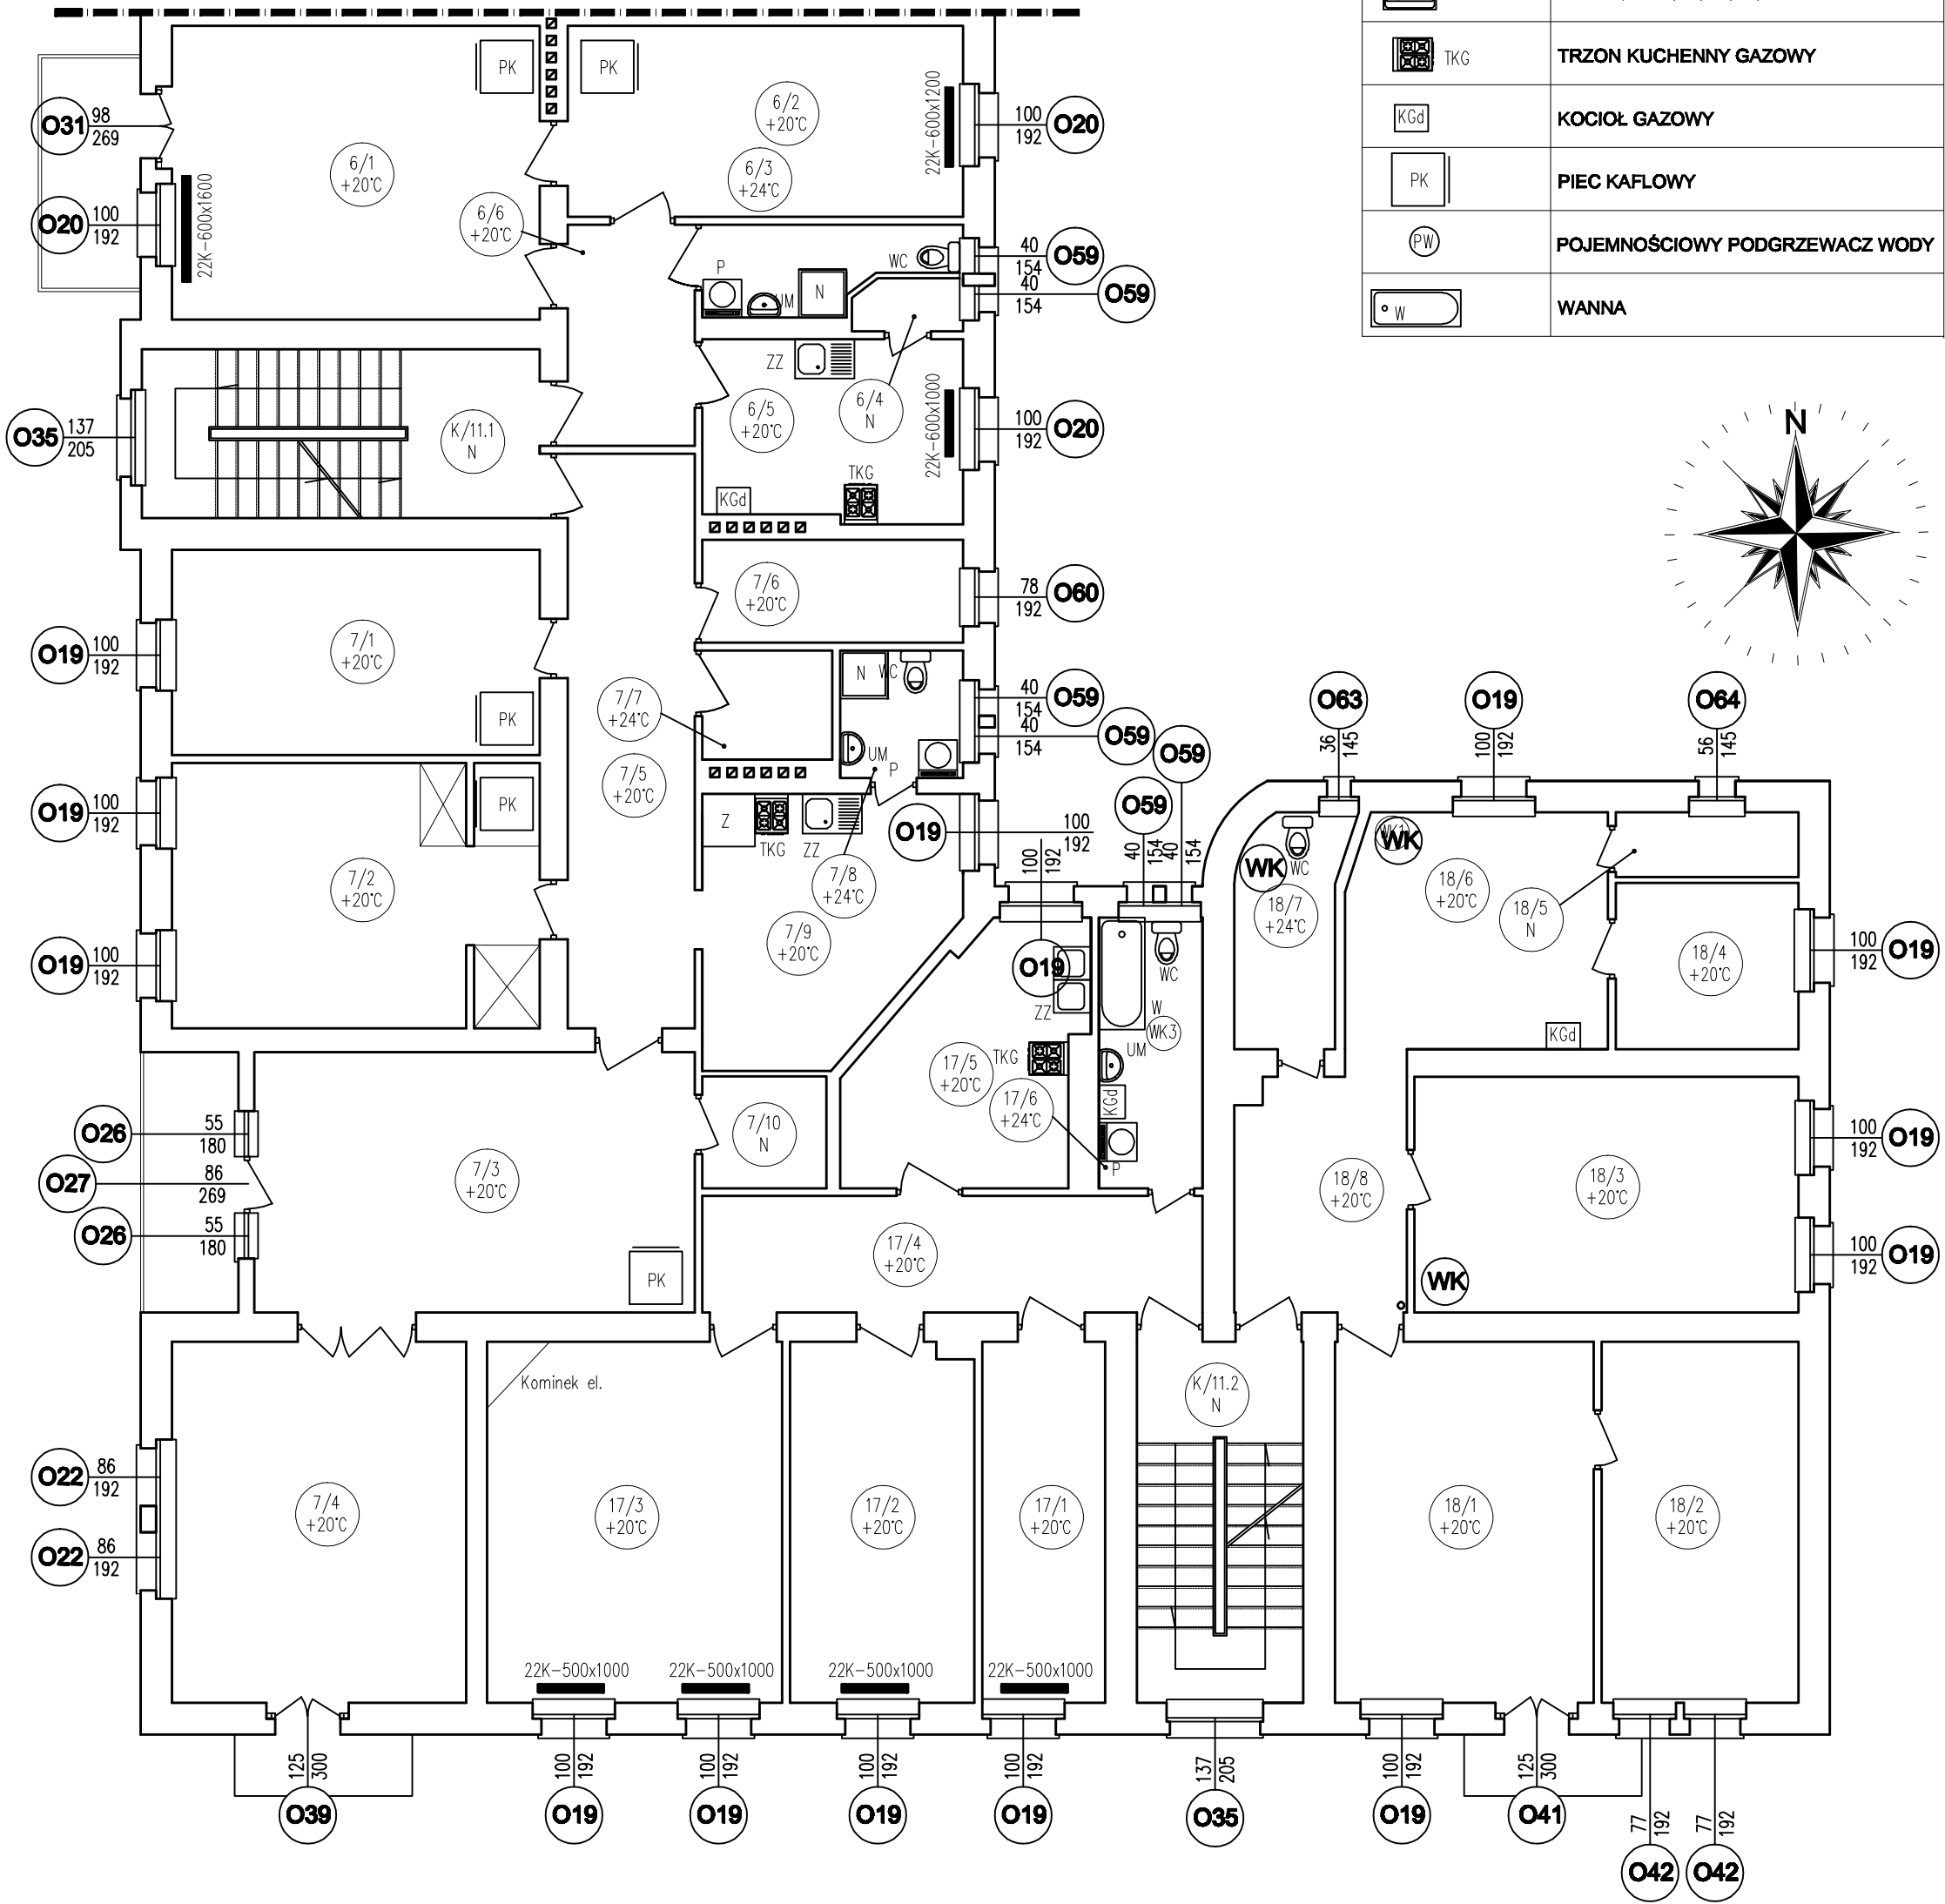 TKG
TRZON KUCHENNY GAZOWY
KGd
KOCIOŁ GAZOWY
PK
PIEC KAFLOWY
PW
POJEMNOŚCIOWY PODGRZEWACZ WODY
W
WANNA
N
O31 98
269
PK
PK
6/1
+20°C
6/2
+20°C
6/3
+24°C
22K-600x1200
100
192 O20
O20 100
192
22K-600x1600
6/6
+20°C
P
UM
N
WC
40
154 O59
40
154 O59
O35 137
205
K/11.1
N
ZZ
6/5
+20°C
6/4
N
22K-600x1000
TKG
KGd
100
192 O20
7/6
+20°C
78
192 O60
O19 100
192
7/1
+20°C
PK
7/7
+24°C
N
WC
UM
P
40
154 O59
40
154 O59
O59
O63
36
145
O19
100
192
O64
56
145
7/5
+20°C
O19 100
192
PK
Z
TKG
ZZ
O19 100
192
100
192
O59
40
154
40
154
7/2
+20°C
7/8
+24°C
7/9
+20°C
O19
WK
WC
18/7
+24°C
WK1
WK
18/6
+20°C
18/5
N
18/4
+20°C
100
192 O19
O19 100
192
ZZ
WC
W
WK3
UM
KGd
TKG
17/5
+20°C
17/6
+24°C
KGd
P
O26 55
180
O27 86
269
O26 55
180
7/3
+20°C
7/10
N
PK
17/4
+20°C
18/8
+20°C
18/3
+20°C
WK
100
192 O19
100
192 O19
Kominek el.
K/11.2
N
O22 86
192
O22 86
192
7/4
+20°C
17/3
+20°C
17/2
+20°C
17/1
+20°C
18/1
+20°C
18/2
+20°C
22K-500x1000
22K-500x1000
22K-500x1000
22K-500x1000
125
300
O39
100
192
O19
100
192
O19
100
192
O19
100
192
O19
137
205
O35
100
192
O19
125
300
O41
77
192
O42
77
192
O42